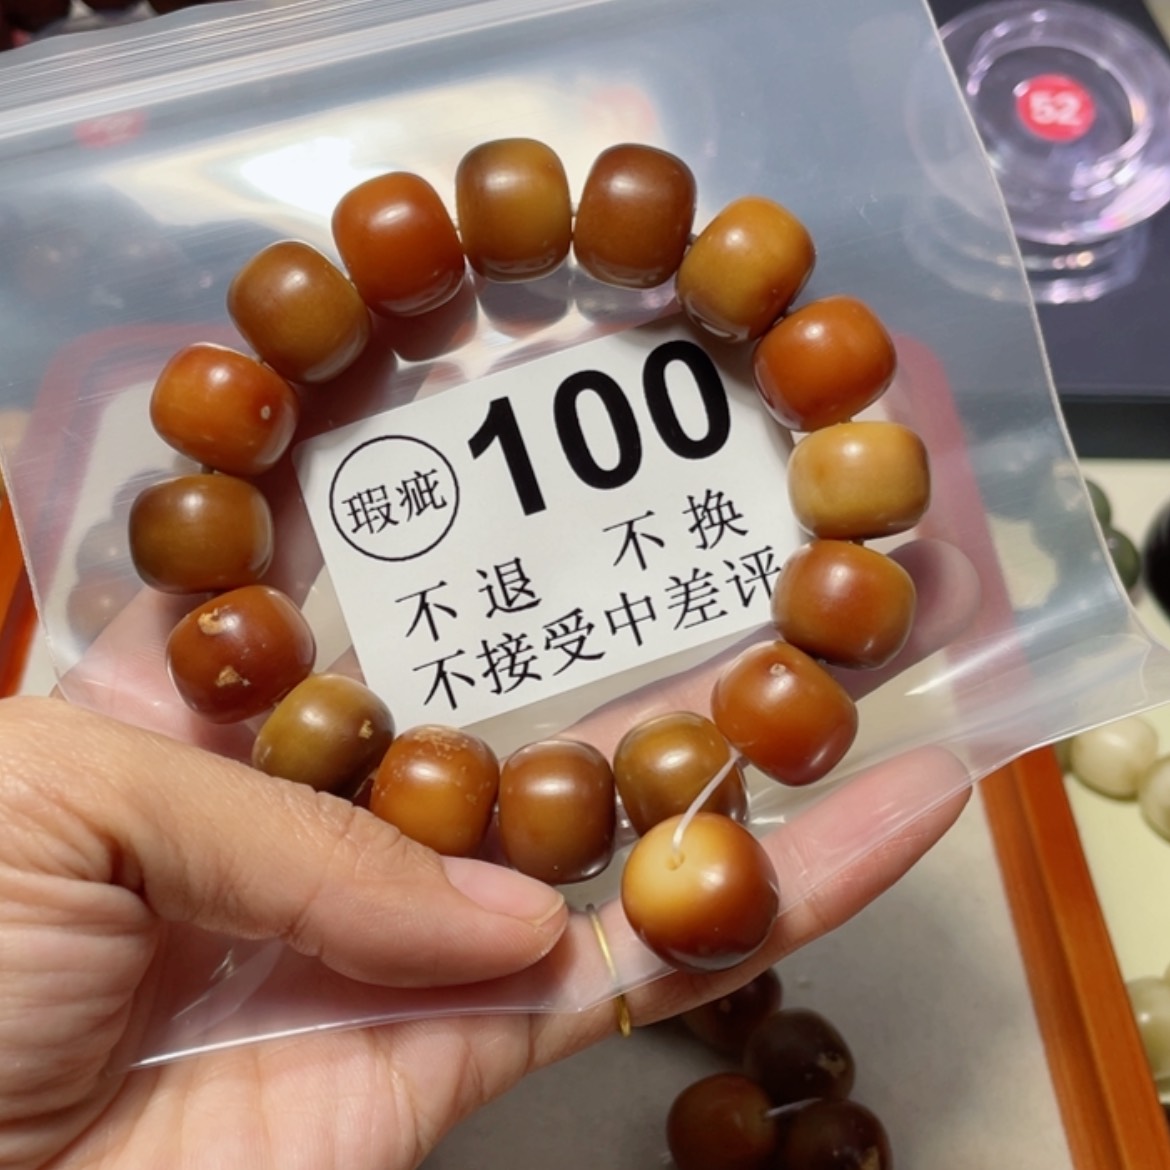 52
瑕疵 100
不退 不换
不接受中差评